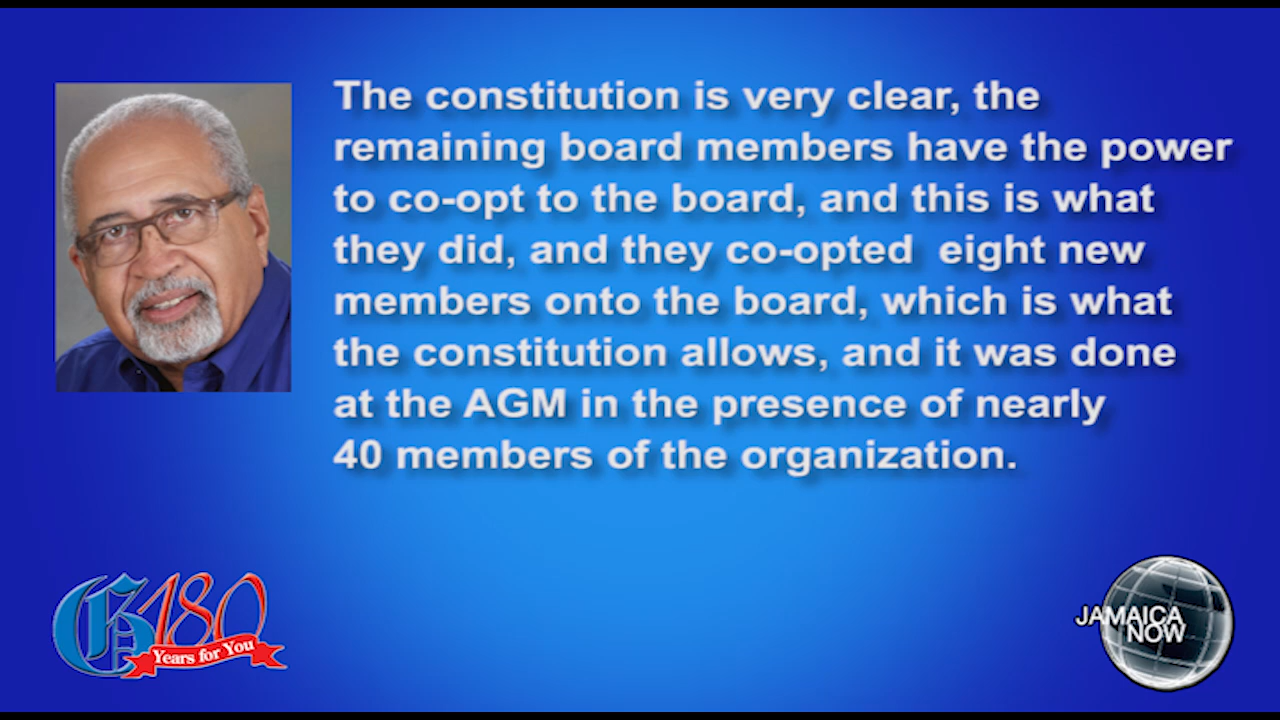 The constitution is very clear, the
remaining board members have the power
to co-opt to the board, and this is what
they did, and they co-opted  eight new
members onto the board, which is what
the constitution allows, and it was done
at the AGM in the presence of nearly
40 members of the organization.
G 180
Years for You
JAMAICA
NOW